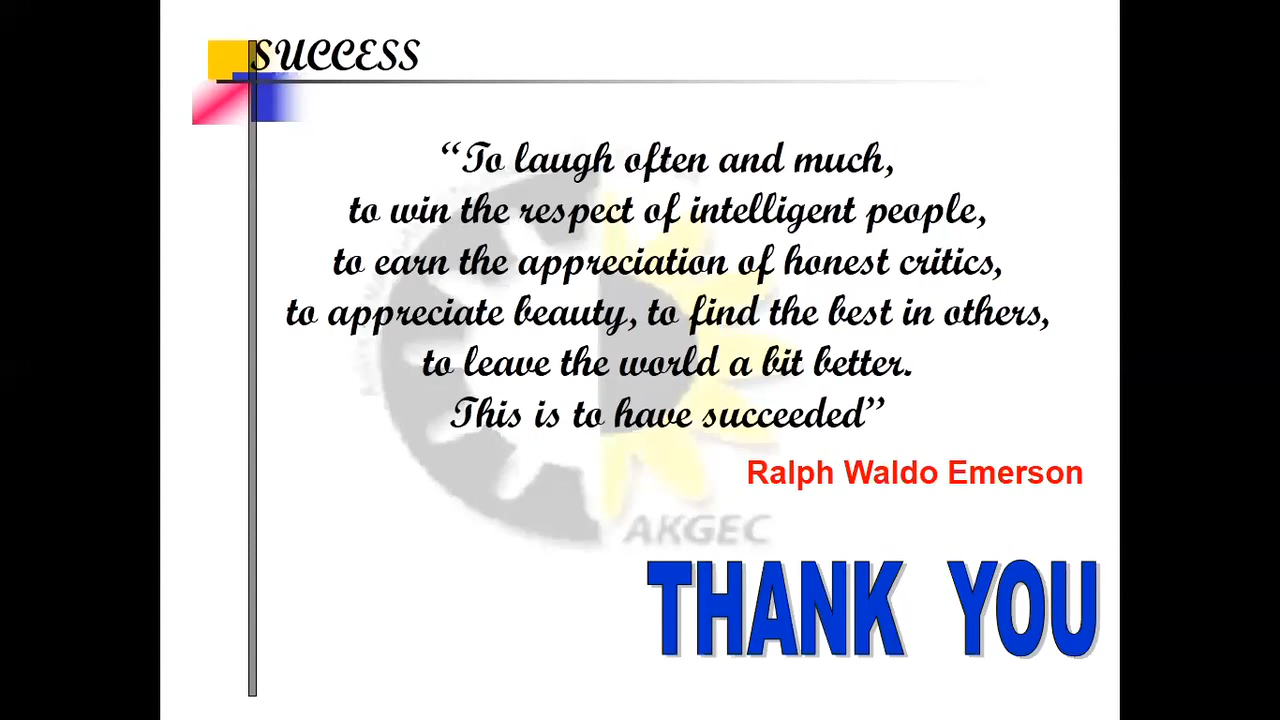 SUCCESS
“To laugh often and much,
to win the respect of intelligent people,
to earn the appreciation of honest critics,
to appreciate beauty, to find the best in others,
to leave the world a bit better.
This is to have succeeded”
Ralph Waldo Emerson
AKGEC
THANK YOU